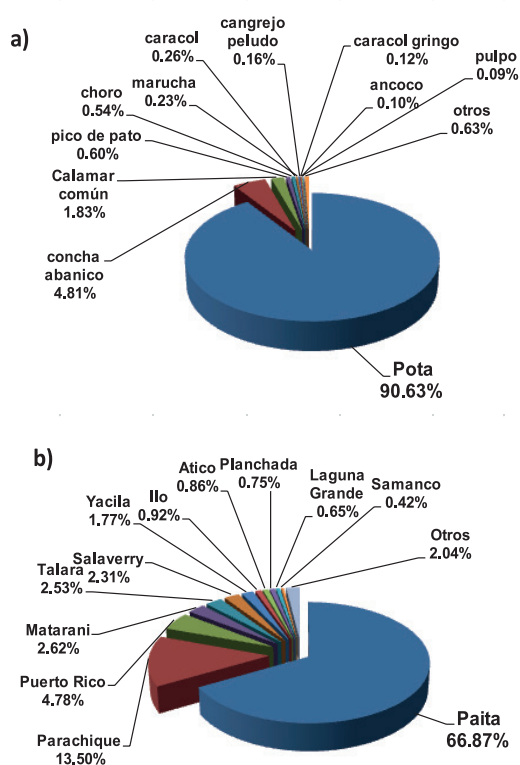 a)
cangrejo
peludo
0.16%
caracol
0.26%
caracol gringo
0.12%
pulpo
0.09%
marucha
0.23%
ancoco
0.10%
choro
0.54%
otros
0.63%
pico de pato
0.60%
Calamar
común
1.83%
concha
abanico
4.81%
Pota
90.63%
b)
Planchada
0.75%
Atico
0.86%
Laguna
Grande
0.65%
Samanco
0.42%
Ilo
0.92%
Yacila
1.77%
Otros
2.04%
Salaverry
2.31%
Talara
2.53%
Matarani
2.62%
Puerto Rico
4.78%
Parachique
13.50%
Paita
66.87%